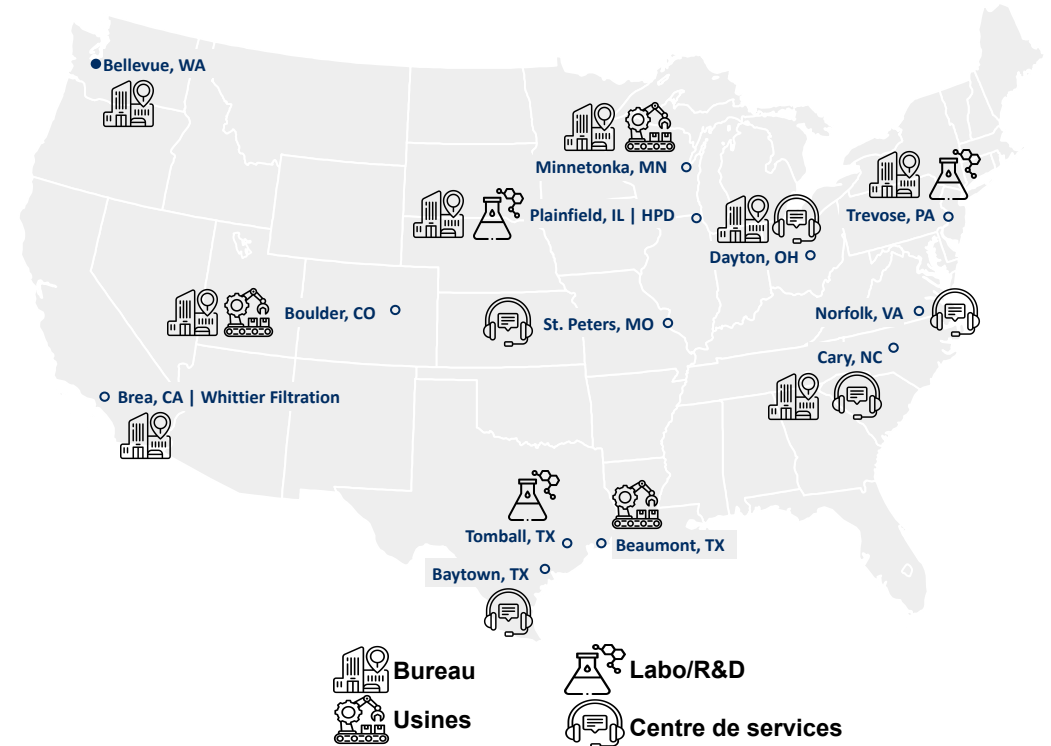 Bellevue, WA
Minnetonka, MN
Plainfield, IL | HPD
Trevose, PA
Dayton, OH
Boulder, CO
St. Peters, MO
Norfolk, VA
Cary, NC
Brea, CA | Whittier Filtration
Tomball, TX
Beaumont, TX
Baytown, TX
Bureau
Labo/R&D
Usines
Centre de services